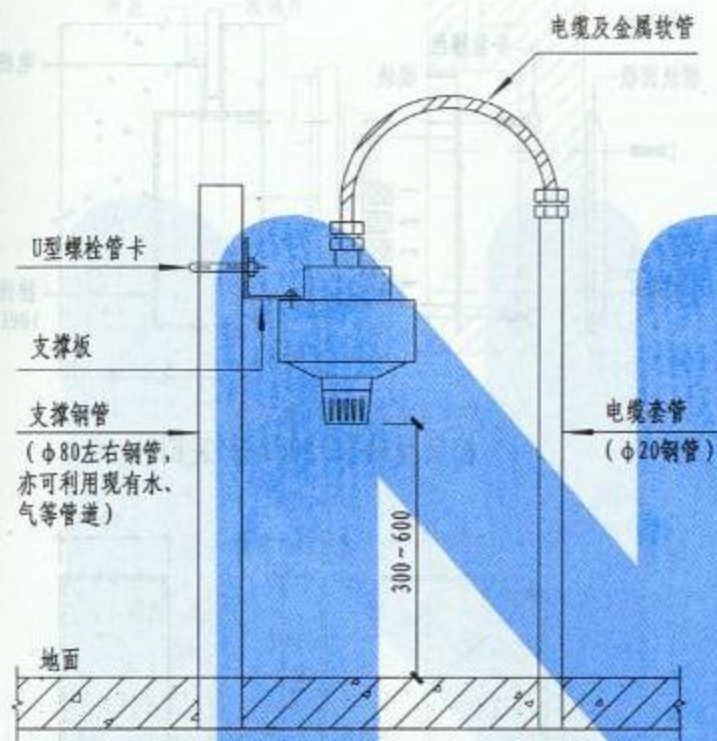 电缆及金属软管
U型螺栓管卡
支撑板
支撑钢管
(φ80左右钢管,
亦可利用现有水、
气等管道)
电缆套管
(φ20钢管)
300~600
地面